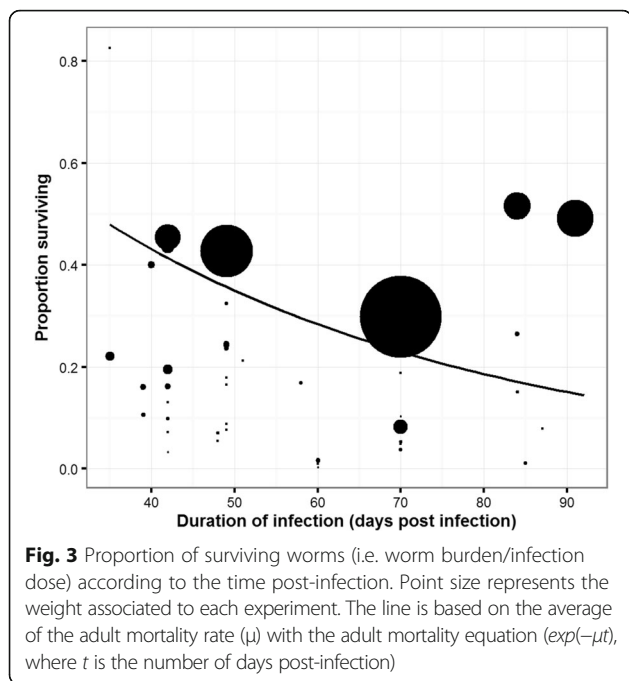 0.8
0.6
0.4
0.2
0.0
Proportion surviving
40
50
60
70
80
90
Duration of infection (days post infection)
Fig. 3 Proportion of surviving worms (i.e. worm burden/infection
dose) according to the time post-infection. Point size represents the
weight associated to each experiment. The line is based on the average
of the adult mortality rate (μ) with the adult mortality equation (exp(−μt),
where t is the number of days post-infection)